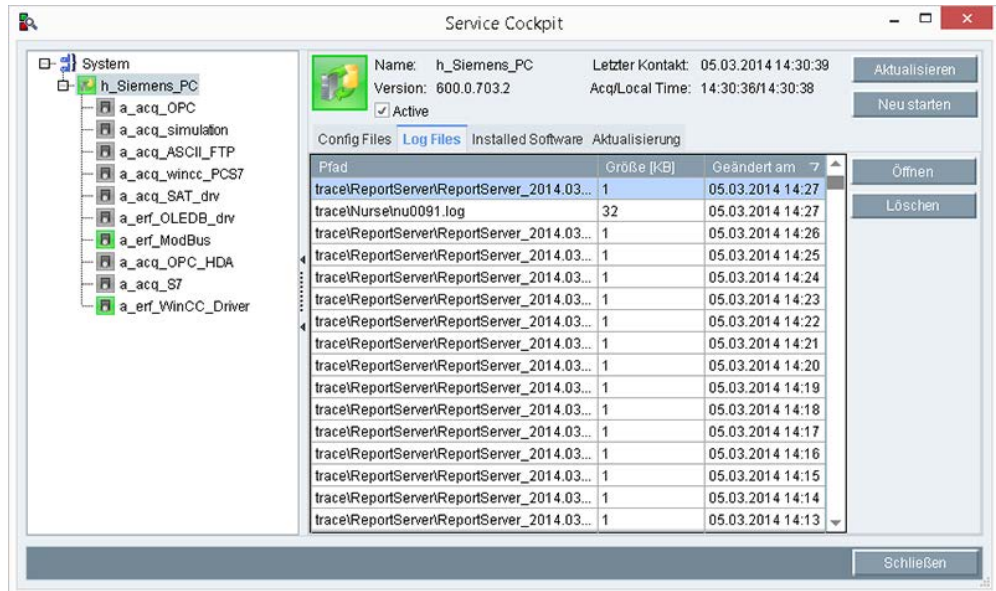 Service Cockpit
System
h_Siemens_PC
a_acq_OPC
a_acq_simulation
a_acq_ASCII_FTP
a_acq_wincc_PCS7
a_acq_SAT_drv
a_erf_OLEDB_drv
a_erf_ModBus
a_acq_OPC_HDA
a_acq_S7
a_erf_WinCC_Driver
Name: h_Siemens_PC Letzter Kontakt: 05.03.2014 14:30:39
Version: 600.0.703.2 Acq/Local Time: 14:30:36/14:30:38
Active
Aktualisieren
Neu starten
Config Files Log Files Installed Software Aktualisierung
Pfad Größe [KB] Geändert am
trace\ReportServer\ReportServer_2014.03... 1 05.03.2014 14:27
trace\Nurse\nu0091.log 32 05.03.2014 14:27
trace\ReportServer\ReportServer_2014.03... 1 05.03.2014 14:26
trace\ReportServer\ReportServer_2014.03... 1 05.03.2014 14:25
trace\ReportServer\ReportServer_2014.03... 1 05.03.2014 14:24
trace\ReportServer\ReportServer_2014.03... 1 05.03.2014 14:23
trace\ReportServer\ReportServer_2014.03... 1 05.03.2014 14:22
trace\ReportServer\ReportServer_2014.03... 1 05.03.2014 14:21
trace\ReportServer\ReportServer_2014.03... 1 05.03.2014 14:20
trace\ReportServer\ReportServer_2014.03... 1 05.03.2014 14:19
trace\ReportServer\ReportServer_2014.03... 1 05.03.2014 14:18
trace\ReportServer\ReportServer_2014.03... 1 05.03.2014 14:17
trace\ReportServer\ReportServer_2014.03... 1 05.03.2014 14:16
trace\ReportServer\ReportServer_2014.03... 1 05.03.2014 14:15
trace\ReportServer\ReportServer_2014.03... 1 05.03.2014 14:14
trace\ReportServer\ReportServer_2014.03... 1 05.03.2014 14:13
Öffnen
Löschen
Schließen